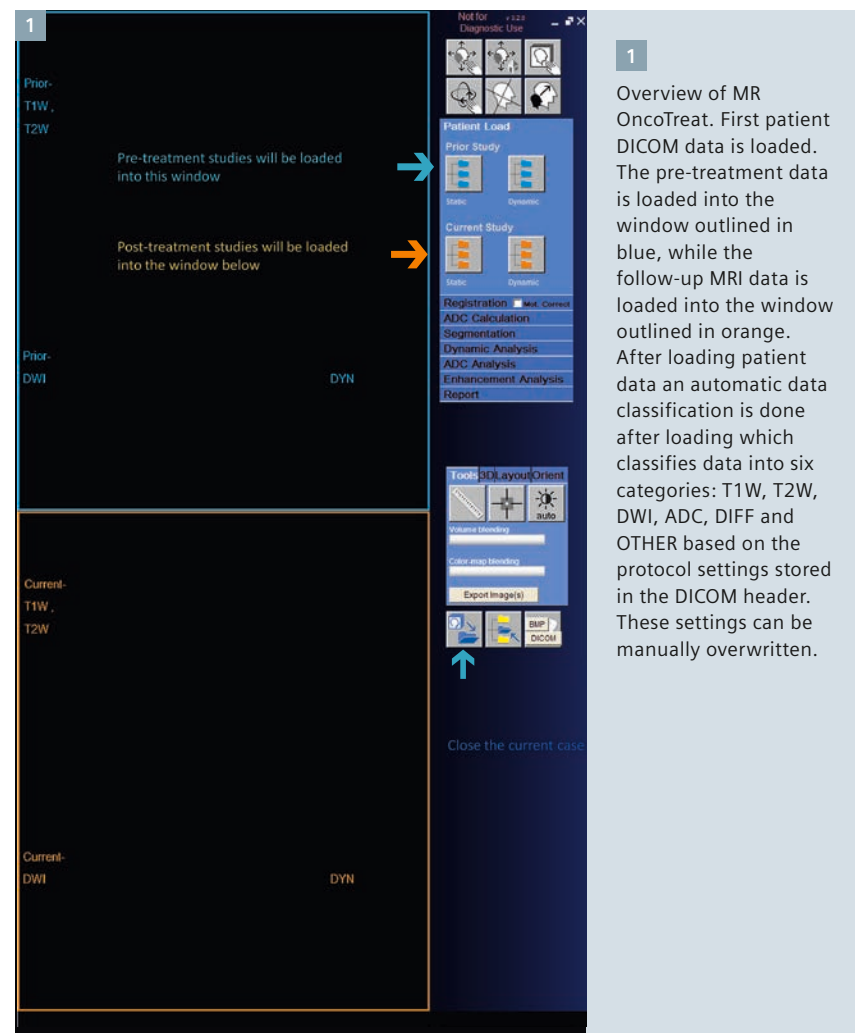 1
Not for v 3.2.0
Diagnostic Use
Prior-
T1W ,
T2W
Pre-treatment studies will be loaded
into this window
Post-treatment studies will be loaded
into the window below
Prior-
DWI DYN
Patient Load
Prior Study
Static Dynamic
Current Study
Static Dynamic
Registration Mot. Correct
ADC Calculation
Segmentation
Dynamic Analysis
ADC Analysis
Enhancement Analysis
Report
Tools 3D Layout Orient
auto
Volume blending
Color-map blending
Export Image(s)
BMP
DICOM
Close the current case
Current-
T1W ,
T2W
Current-
DWI DYN
1
Overview of MR
OncoTreat. First patient
DICOM data is loaded.
The pre-treatment data
is loaded into the
window outlined in
blue, while the
follow-up MRI data is
loaded into the window
outlined in orange.
After loading patient
data an automatic data
classification is done
after loading which
classifies data into six
categories: T1W, T2W,
DWI, ADC, DIFF and
OTHER based on the
protocol settings stored
in the DICOM header.
These settings can be
manually overwritten.